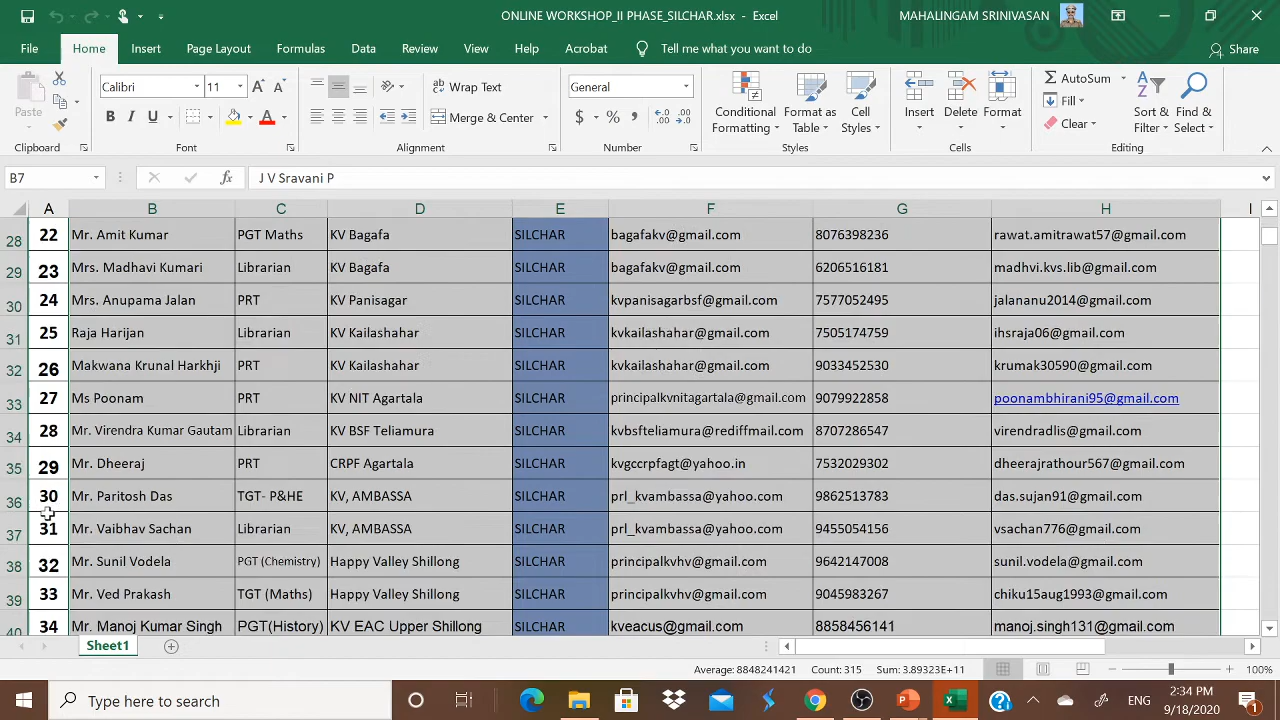 ONLINE WORKSHOP_II PHASE_SILCHAR.xlsx - Excel
MAHALINGAM SRINIVASAN
File Home Insert Page Layout Formulas Data Review View Help Acrobat Tell me what you want to do Share
Calibri 11 Wrap Text General AutoSum
Paste Conditional Formatting Format as Table Cell Styles Insert Delete Format Fill Sort & Filter Find & Select
B I U A Merge & Center $ % , Clear
Clipboard Font Alignment Number Styles Cells Editing
B7 fx J V Sravani P
A B C D E F G H I
28 22 Mr. Amit Kumar PGT Maths KV Bagafa SILCHAR bagafakv@gmail.com 8076398236 rawat.amitrawat57@gmail.com
29 23 Mrs. Madhavi Kumari Librarian KV Bagafa SILCHAR bagafakv@gmail.com 6206516181 madhvi.kvs.lib@gmail.com
30 24 Mrs. Anupama Jalan PRT KV Panisagar SILCHAR kvpanisagarbsf@gmail.com 7577052495 jalananu2014@gmail.com
31 25 Raja Harijan Librarian KV Kailashahar SILCHAR kvkailashahar@gmail.com 7505174759 ihsraja06@gmail.com
32 26 Makwana Krunal Harkhji PRT KV Kailashahar SILCHAR kvkailashahar@gmail.com 9033452530 krumak30590@gmail.com
33 27 Ms Poonam PRT KV NIT Agartala SILCHAR principalkvnitagartala@gmail.com 9079922858 poonambhirani95@gmail.com
34 28 Mr. Virendra Kumar Gautam Librarian KV BSF Teliamura SILCHAR kvbsfteliamura@rediffmail.com 8707286547 virendradlis@gmail.com
35 29 Mr. Dheeraj PRT CRPF Agartala SILCHAR kvgccrpfagt@yahoo.in 7532029302 dheerajrathour567@gmail.com
36 30 Mr. Paritosh Das TGT- P&HE KV, AMBASSA SILCHAR prl_kvambassa@yahoo.com 9862513783 das.sujan91@gmail.com
37 31 Mr. Vaibhav Sachan Librarian KV, AMBASSA SILCHAR prl_kvambassa@yahoo.com 9455054156 vsachan776@gmail.com
38 32 Mr. Sunil Vodela PGT (Chemistry) Happy Valley Shillong SILCHAR principalkvhv@gmail.com 9642147008 sunil.vodela@gmail.com
39 33 Mr. Ved Prakash TGT (Maths) Happy Valley Shillong SILCHAR principalkvhv@gmail.com 9045983267 chiku15aug1993@gmail.com
40 34 Mr. Manoj Kumar Singh PGT(History) KV EAC Upper Shillong SILCHAR kveacus@gmail.com 8858456141 manoj.singh131@gmail.com
Sheet1
Average: 8848241421 Count: 315 Sum: 3.89323E+11 100%
Type here to search ENG 2:34 PM
9/18/2020 1